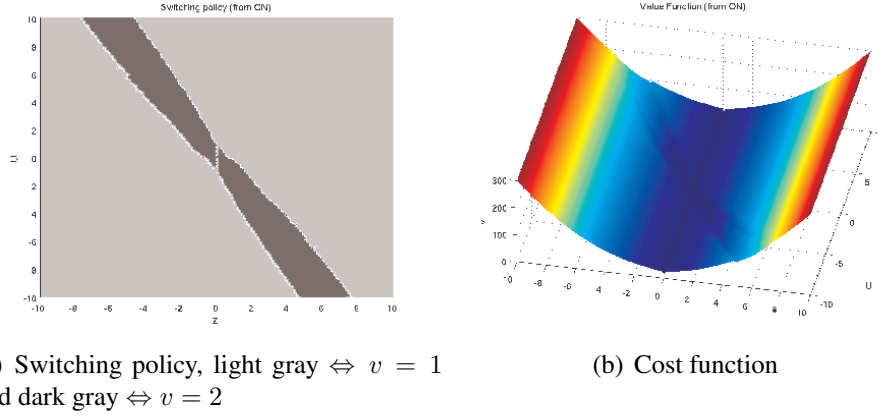 Switching policy (from ON)
10
8
6
4
2
0
-2
-4
-6
-8
-10
-10 -8 -6 -4 -2 0 2 4 6 8 10
Z
Value Function (from ON)
300
200
100
0
v
-8 -6 -4 -2 0 2 4 6 8 10
5
0
-5
-10
U
) Switching policy, light gray ⇔ v = 1
d dark gray ⇔ v = 2
(b) Cost function